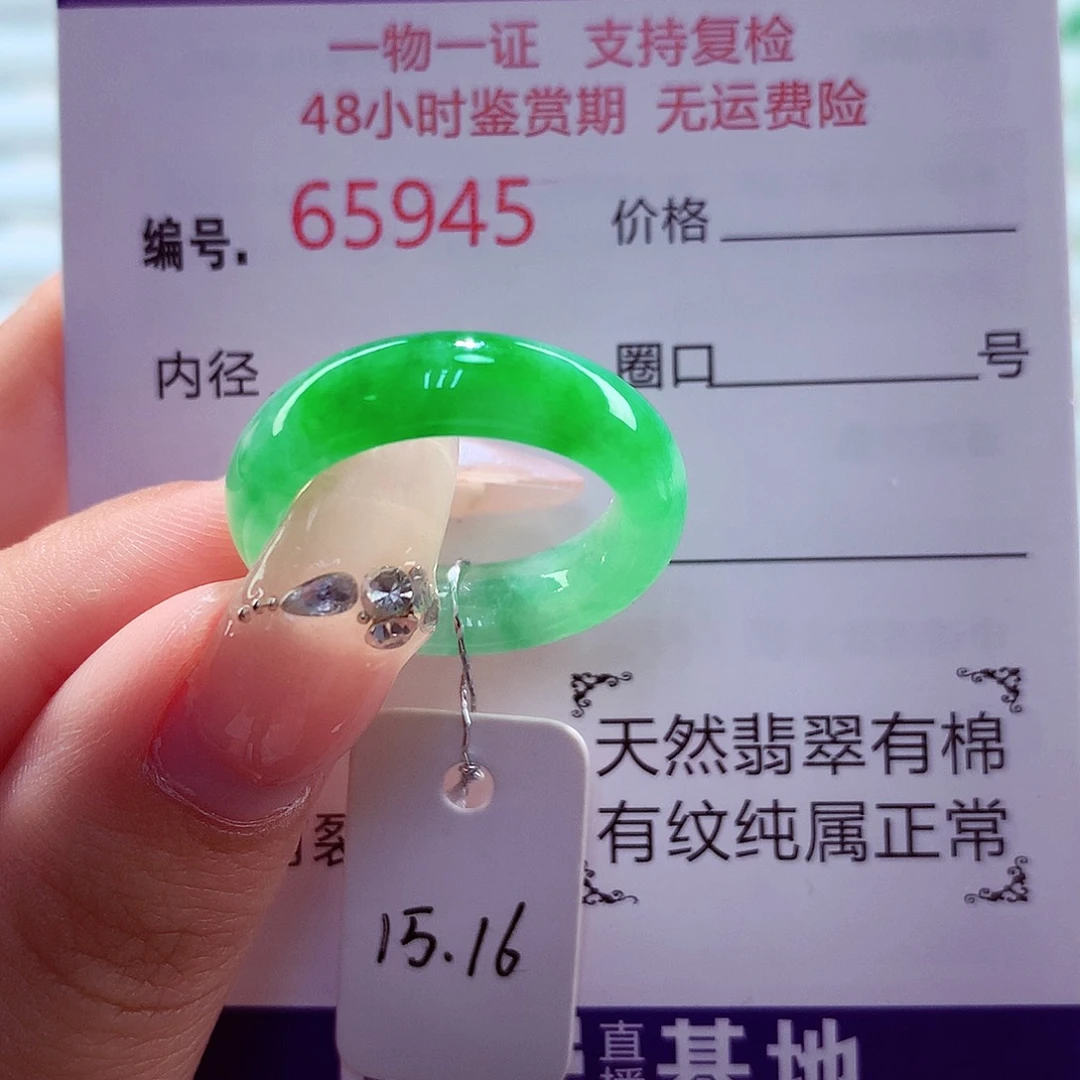 一物一证 支持复检
48小时鉴赏期 无运费险
编号. 65945 价格
内径 圈口 号
天然翡翠有棉
有纹纯属正常
裂
15.16
直播
基地